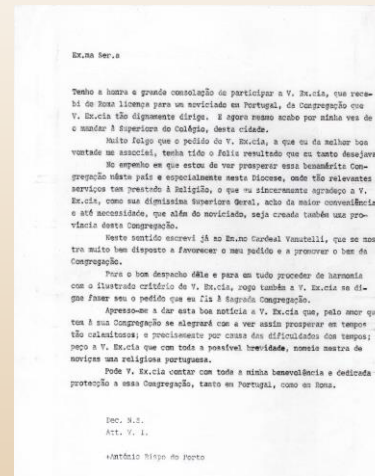 Ex.ma Snr.a
Tenho a honra e grande consolação de participar a V. Ex.cia, que rece-
bi de Roma licença para um noviciado em Portugal, da Congregação que
V. Ex.cia tão dignamente dirige. E agora mesmo acabo por minha vez de
o mandar à Superiora do Colégio, desta cidade.
Muito folgo que o pedido de V. Ex.cia, a que eu da melhor boa
vontade me associei, tenha tido o feliz resultado que eu tanto desejava
No empenho em que estou de ver prosperar essa benemérita Con-
gregação nêste país e especialmente nesta Diocese, onde tão relevantes
serviços tem prestado à Religião, o que eu sinceramente agradeço a V.
Ex.cia, como sua dignissima Superiora Geral, acho da maior conveniência
e até necessidade, que além do noviciado, seja creada também uma pro-
víncia desta Congregação.
Neste sentido escrevi já ao Em.mo Cardeal Vanutelli, que se mos
tra muito bem disposto a favorecer o meu pedido e a promover o bem da
Congregação.
Para o bom despacho dêle e para em tudo proceder de harmonia
com o ilustrado critério de V. Ex.cia, rogo também a V. Ex.cia se di-
gne fazer seu o pedido que eu fiz à Sagrada Congregação.
Apresso-me a dar esta boa notícia a V. Ex.cia que, pelo amor que
tem à sua Congregação se alegrará com a ver assim prosperar em tempos
tão calamitosos; e precisamente por causa das dificuldades dos tempos;
peço a V. Ex.cia que com toda a possível brevidade, nomeie mestra de
noviças uma religiosa portuguesa.
Pode V. Ex.cia contar com toda a minha benevolência e dedicada
protecção a essa Congregação, tanto em Portugal, como em Roma.
Dec. N.S.
Att. V. I.
António Bispo do Porto